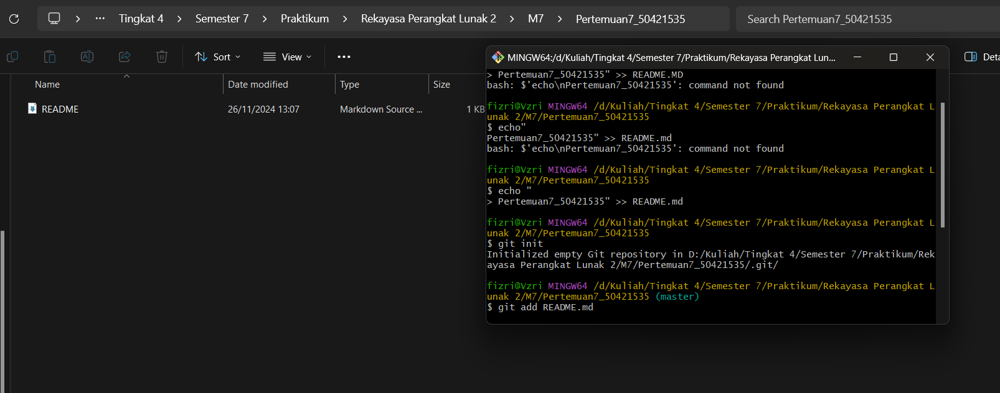 Tingkat 4 > Semester 7 > Praktikum > Rekayasa Perangkat Lunak 2 > M7 > Pertemuan7_50421535
Search Pertemuan7_50421535
Sort
View
Deta
Name
Date modified
Type
Size
README
26/11/2024 13:07
Markdown Source ...
1 KB
MINGW64:/d/Kuliah/Tingkat 4/Semester 7/Praktikum/Rekayasa Perangkat Lun...
> Pertemuan7_50421535" >> README.MD
bash: $'echo\nPertemuan7_50421535': command not found
fizri@Vzri MINGW64 /d/Kuliah/Tingkat 4/Semester 7/Praktikum/Rekayasa Perangkat L
unak 2/M7/Pertemuan7_50421535
$ echo"
Pertemuan7_50421535" >> README.md
bash: $'echo\nPertemuan7_50421535': command not found
fizri@Vzri MINGW64 /d/Kuliah/Tingkat 4/Semester 7/Praktikum/Rekayasa Perangkat L
unak 2/M7/Pertemuan7_50421535
$ echo "
> Pertemuan7_50421535" >> README.md
fizri@Vzri MINGW64 /d/Kuliah/Tingkat 4/Semester 7/Praktikum/Rekayasa Perangkat L
unak 2/M7/Pertemuan7_50421535
$ git init
Initialized empty Git repository in D:/Kuliah/Tingkat 4/Semester 7/Praktikum/Rek
ayasa Perangkat Lunak 2/M7/Pertemuan7_50421535/.git/
fizri@Vzri MINGW64 /d/Kuliah/Tingkat 4/Semester 7/Praktikum/Rekayasa Perangkat L
unak 2/M7/Pertemuan7_50421535 (master)
$ git add README.md